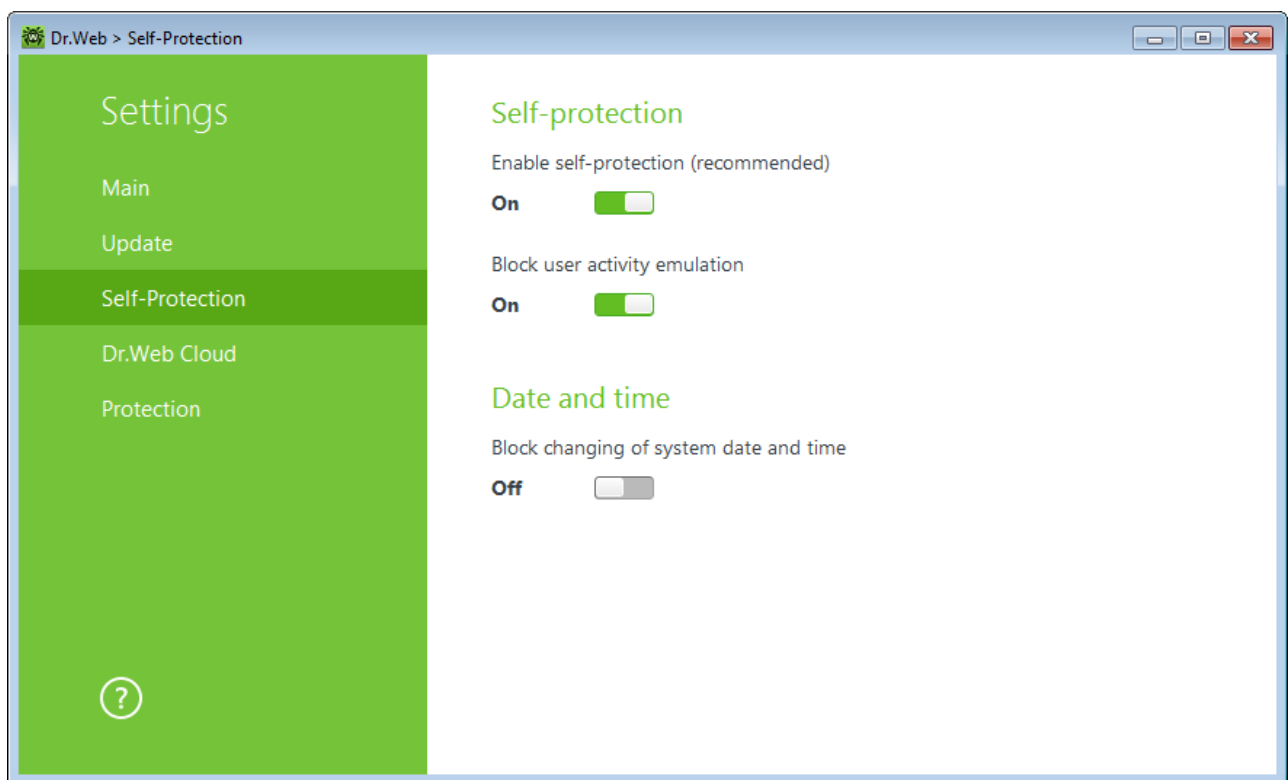 Dr.Web > Self-Protection
Settings
Main
Update
Self-Protection
Dr.Web Cloud
Protection
?
Self-protection
Enable self-protection (recommended)
On
Block user activity emulation
On
Date and time
Block changing of system date and time
Off